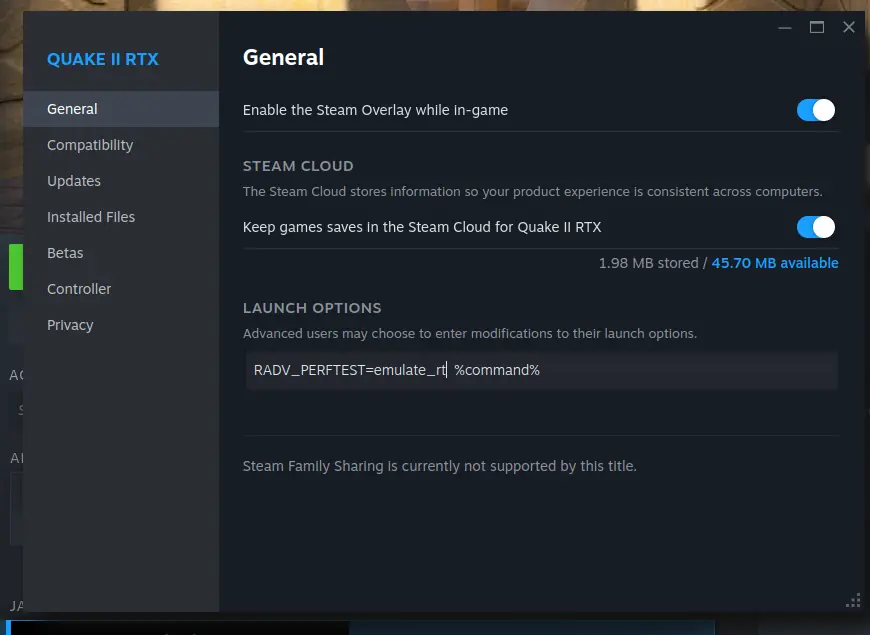 QUAKE II RTX
General
Compatibility
Updates
Installed Files
Betas
Controller
Privacy
General
Enable the Steam Overlay while in-game
STEAM CLOUD
The Steam Cloud stores information so your product experience is consistent across computers.
Keep games saves in the Steam Cloud for Quake II RTX
1.98 MB stored / 45.70 MB available
LAUNCH OPTIONS
Advanced users may choose to enter modifications to their launch options.
RADV_PERFTEST=emulate_rt %command%
Steam Family Sharing is currently not supported by this title.